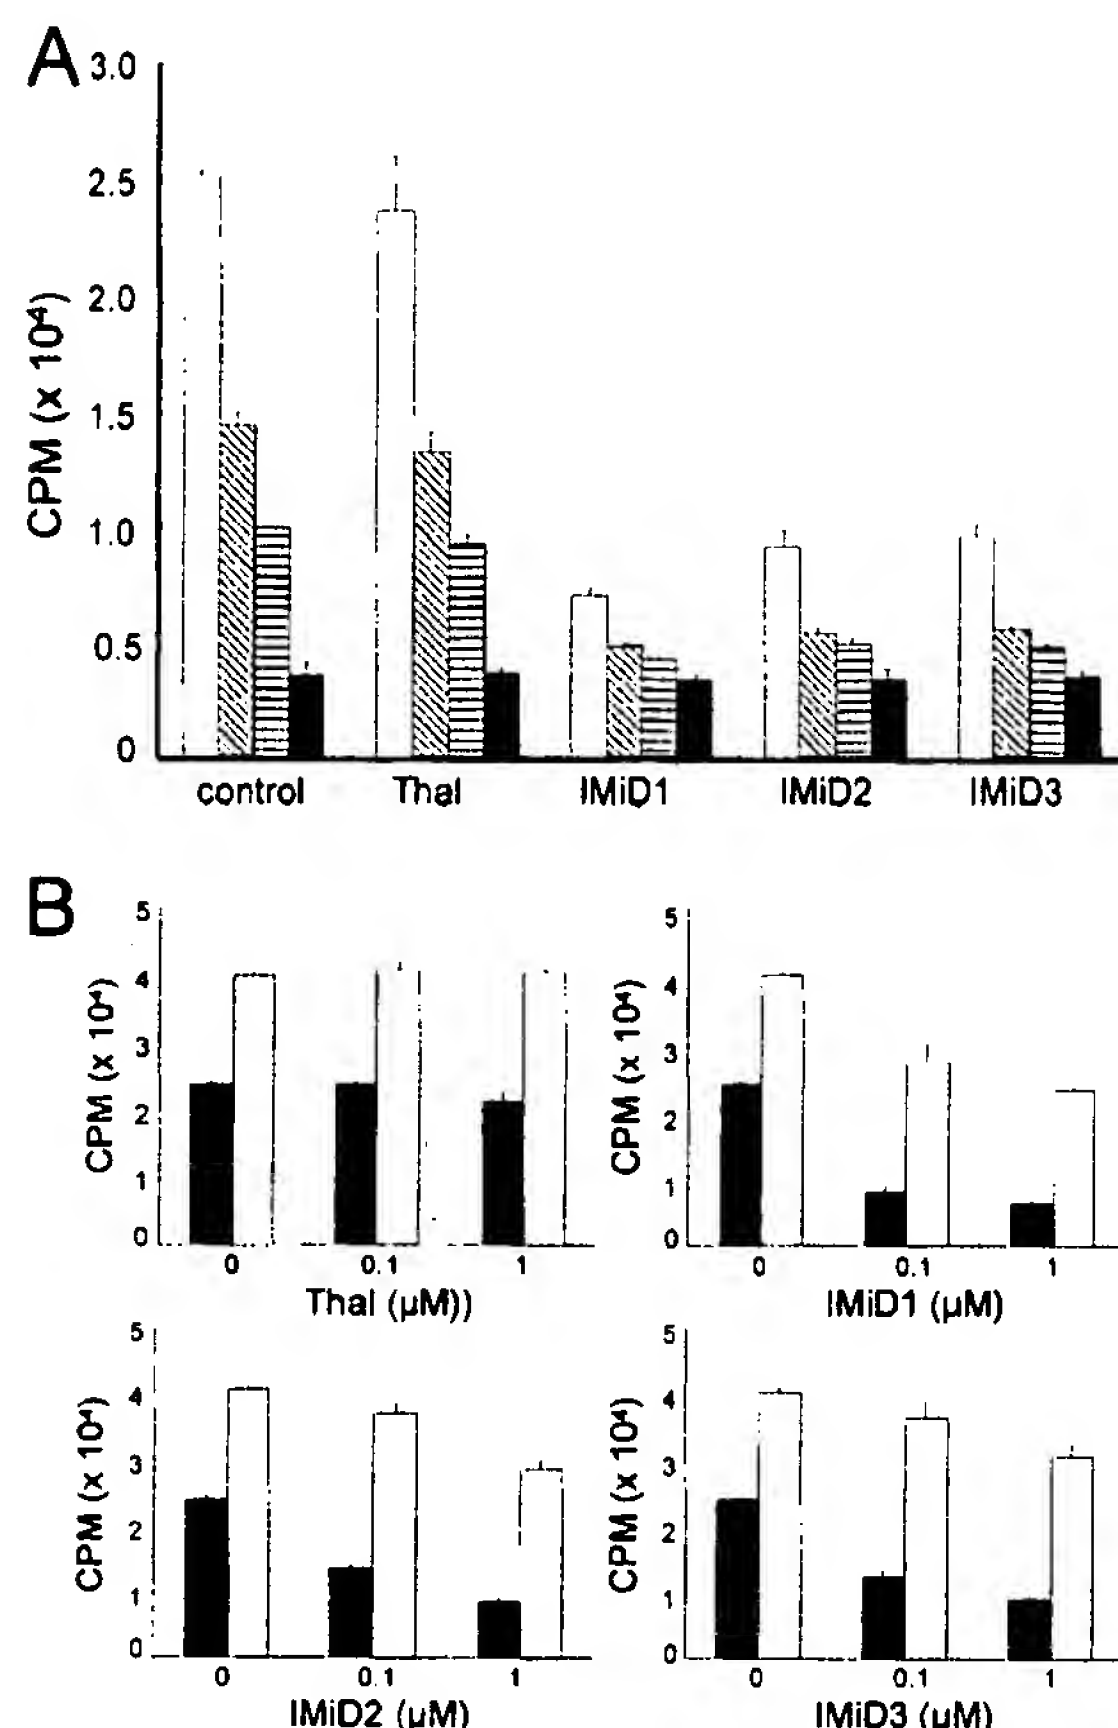 A
3.0
2.5
2.0
1.5
1.0
0.5
0
CPM (x 10⁴)
control Thal IMiD1 IMiD2 IMiD3
B
5
4
3
2
1
0
CPM (x 10⁴)
0 0.1 1
Thal (µM))
5
4
3
2
1
0
CPM (x 10⁴)
0 0.1 1
IMiD1 (µM)
5
4
3
2
1
0
CPM (x 10⁴)
0 0.1 1
IMiD2 (µM)
5
4
3
2
1
0
CPM (x 10⁴)
0 0.1 1
IMiD3 (µM)